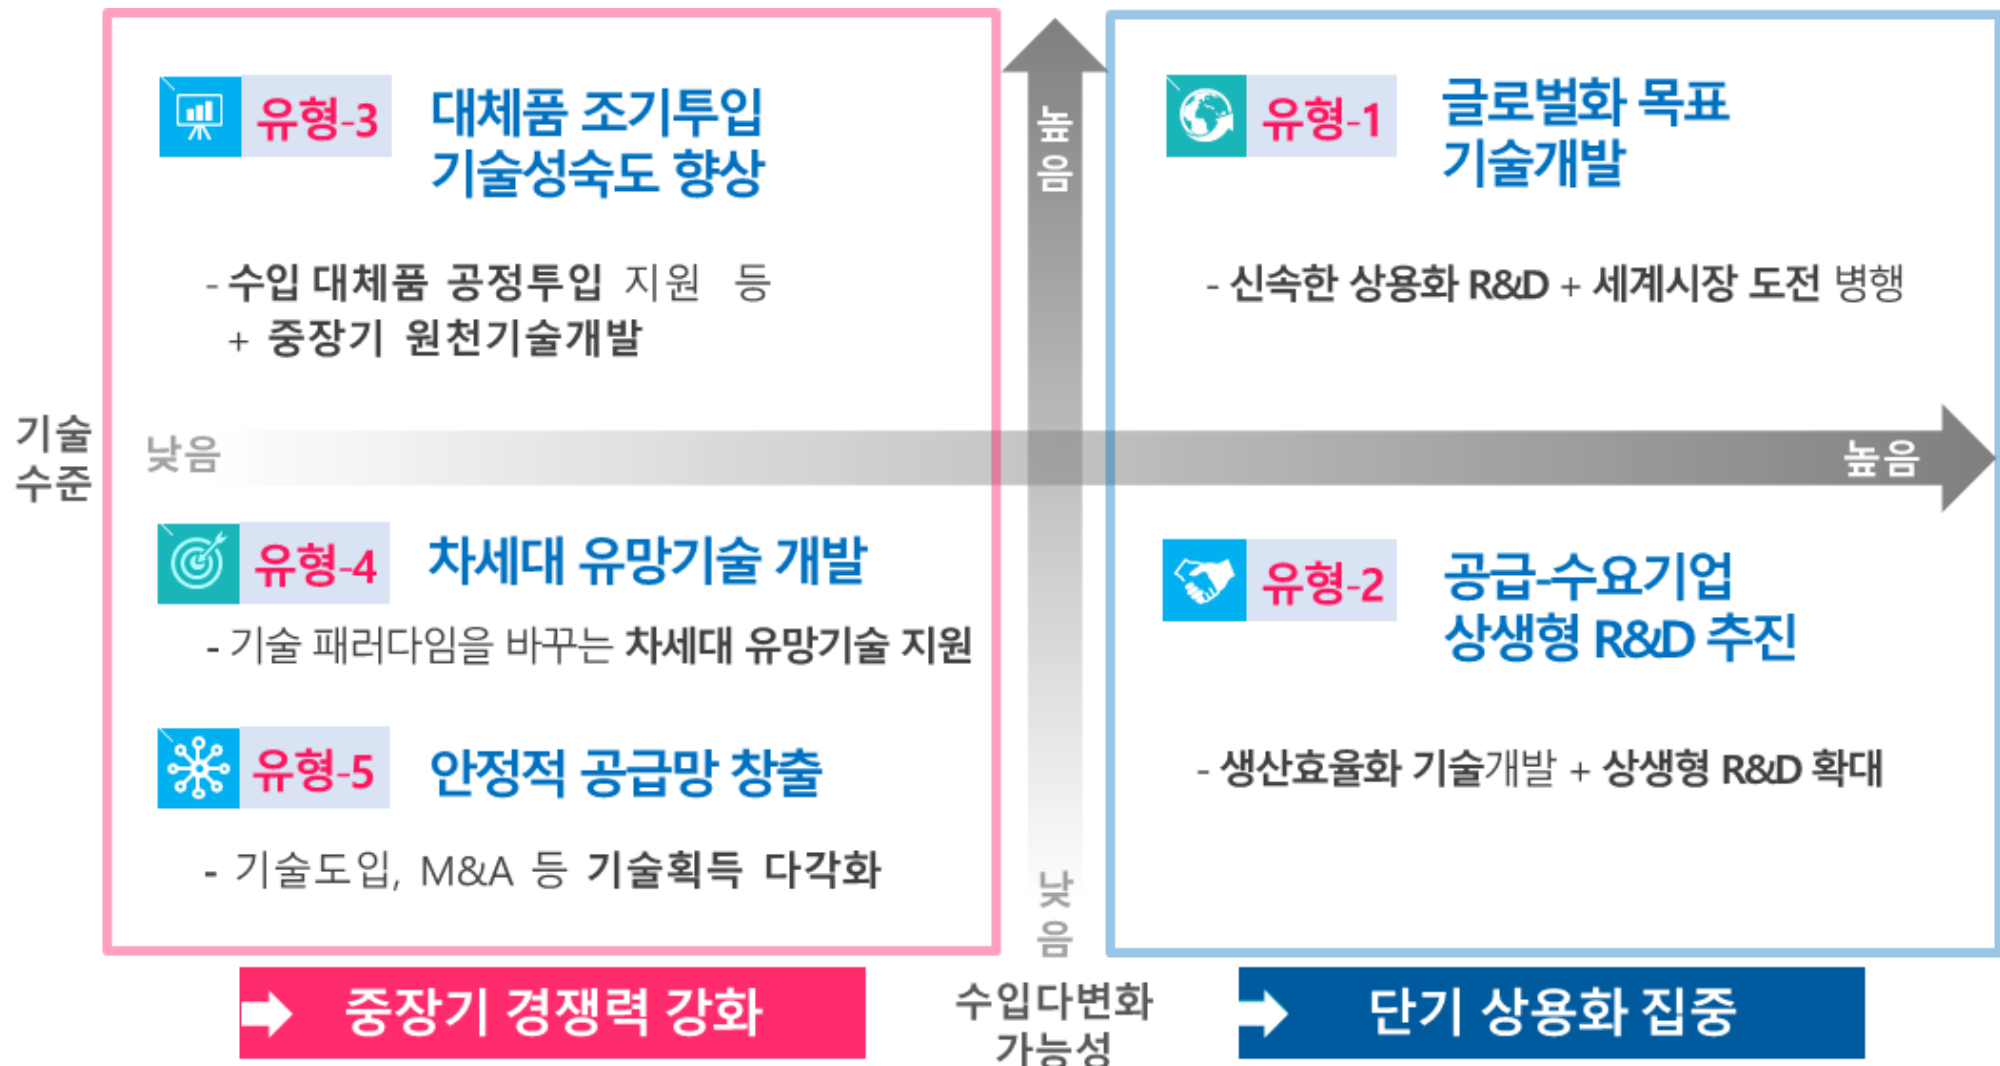 유형-3
대체품 조기투입
기술성숙도 향상
- 수입 대체품 공정투입 지원 등
+ 중장기 원천기술개발
높음
유형-1
글로벌화 목표
기술개발
- 신속한 상용화 R&D + 세계시장 도전 병행
기술
수준
낮음
높음
유형-4
차세대 유망기술 개발
- 기술 패러다임을 바꾸는 차세대 유망기술 지원
유형-5
안정적 공급망 창출
- 기술도입, M&A 등 기술획득 다각화
유형-2
공급-수요기업
상생형 R&D 추진
- 생산효율화 기술개발 + 상생형 R&D 확대
낮음
중장기 경쟁력 강화
수입다변화
가능성
단기 상용화 집중